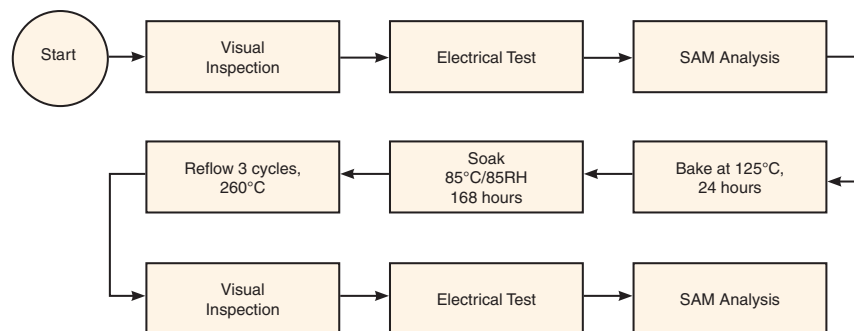 Start
Visual
Inspection
Electrical Test
SAM Analysis
Bake at 125°C,
24 hours
Soak
85°C/85RH
168 hours
Reflow 3 cycles,
260°C
Visual
Inspection
Electrical Test
SAM Analysis